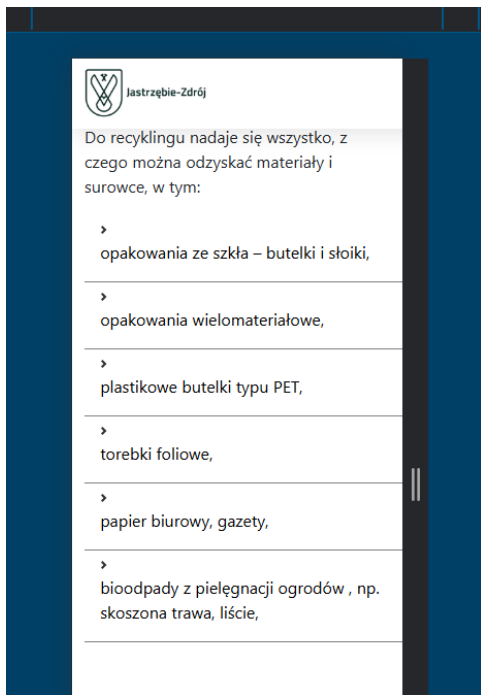 Jastrzębie-Zdrój
Do recyklingu nadaje się wszystko, z
czego można odzyskać materiały i
surowce, w tym:
›
opakowania ze szkła – butelki i słoiki,
›
opakowania wielomateriałowe,
›
plastikowe butelki typu PET,
›
torebki foliowe,
›
papier biurowy, gazety,
›
bioodpady z pielęgnacji ogrodów , np.
skoszona trawa, liście,